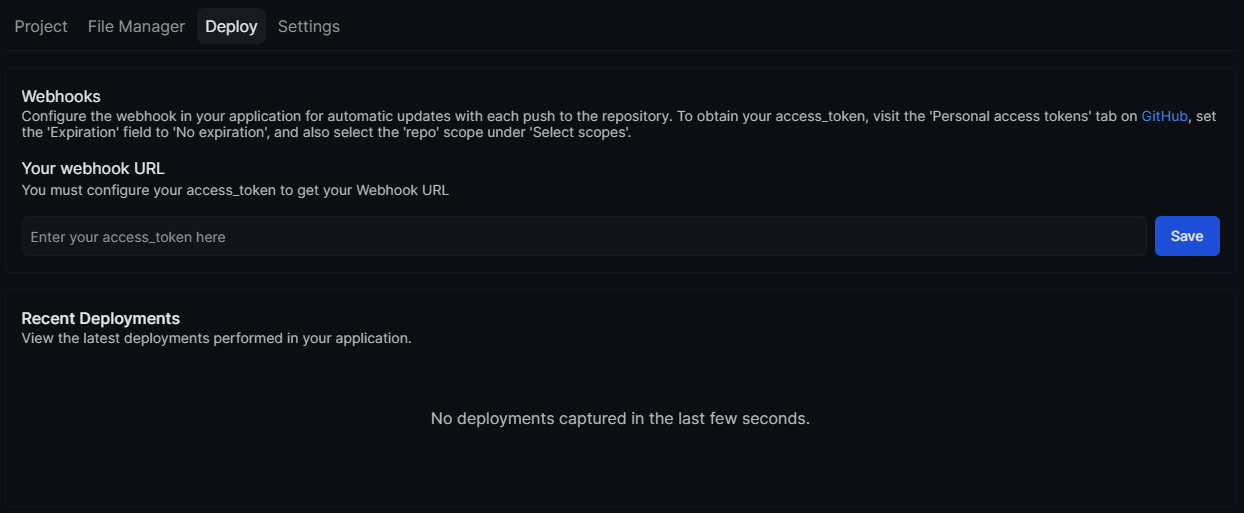 Project File Manager Deploy Settings
Webhooks
Configure the webhook in your application for automatic updates with each push to the repository. To obtain your access_token, visit the 'Personal access tokens' tab on GitHub, set
the 'Expiration' field to 'No expiration', and also select the 'repo' scope under 'Select scopes'.
Your webhook URL
You must configure your access_token to get your Webhook URL
Enter your access_token here Save
Recent Deployments
View the latest deployments performed in your application.
No deployments captured in the last few seconds.